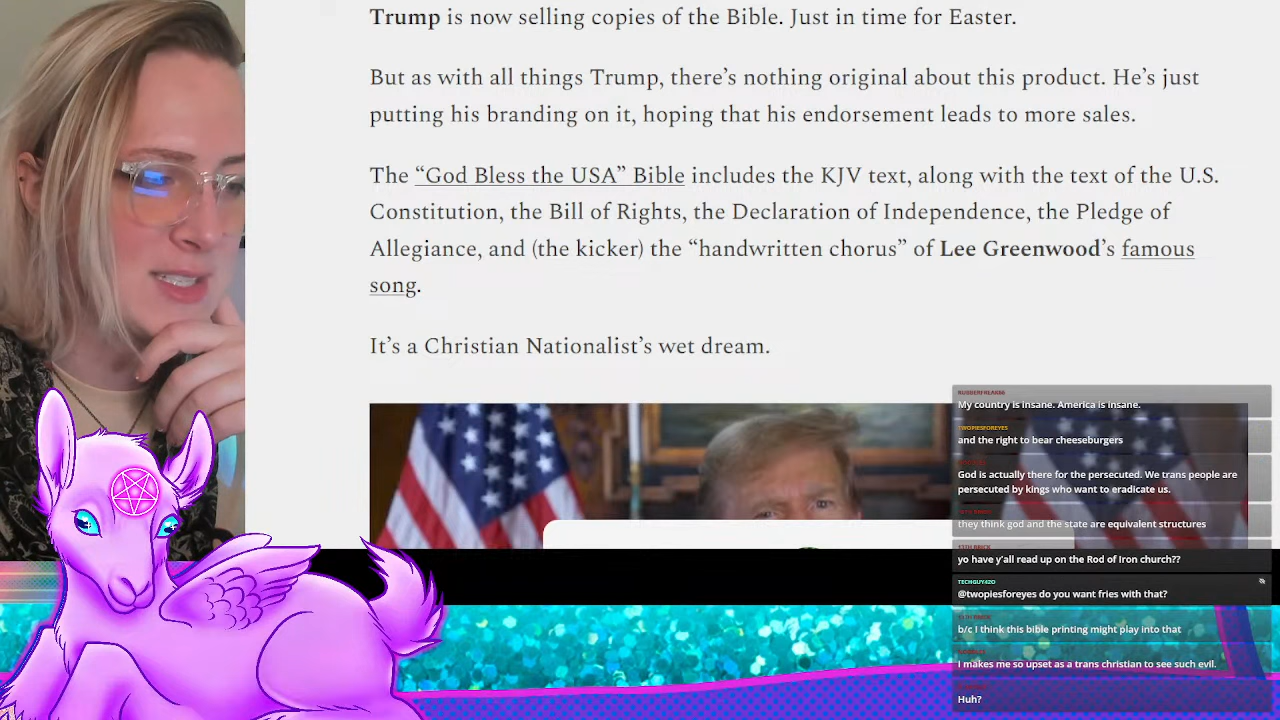 Trump is now selling copies of the Bible. Just in time for Easter.
But as with all things Trump, there’s nothing original about this product. He’s just
putting his branding on it, hoping that his endorsement leads to more sales.
The “God Bless the USA” Bible includes the KJV text, along with the text of the U.S.
Constitution, the Bill of Rights, the Declaration of Independence, the Pledge of
Allegiance, and (the kicker) the “handwritten chorus” of Lee Greenwood’s famous
song.
It’s a Christian Nationalist’s wet dream.
My country is insane. America is insane.
TWOPIESFOREYES
and the right to bear cheeseburgers
God is actually there for the persecuted. We trans people are
persecuted by kings who want to eradicate us.
they think god and the state are equivalent structures
yo have y'all read up on the Rod of Iron church??
TECHGUY420
@twopiesforeyes do you want fries with that?
b/c I think this bible printing might play into that
I makes me so upset as a trans christian to see such evil.
Huh?